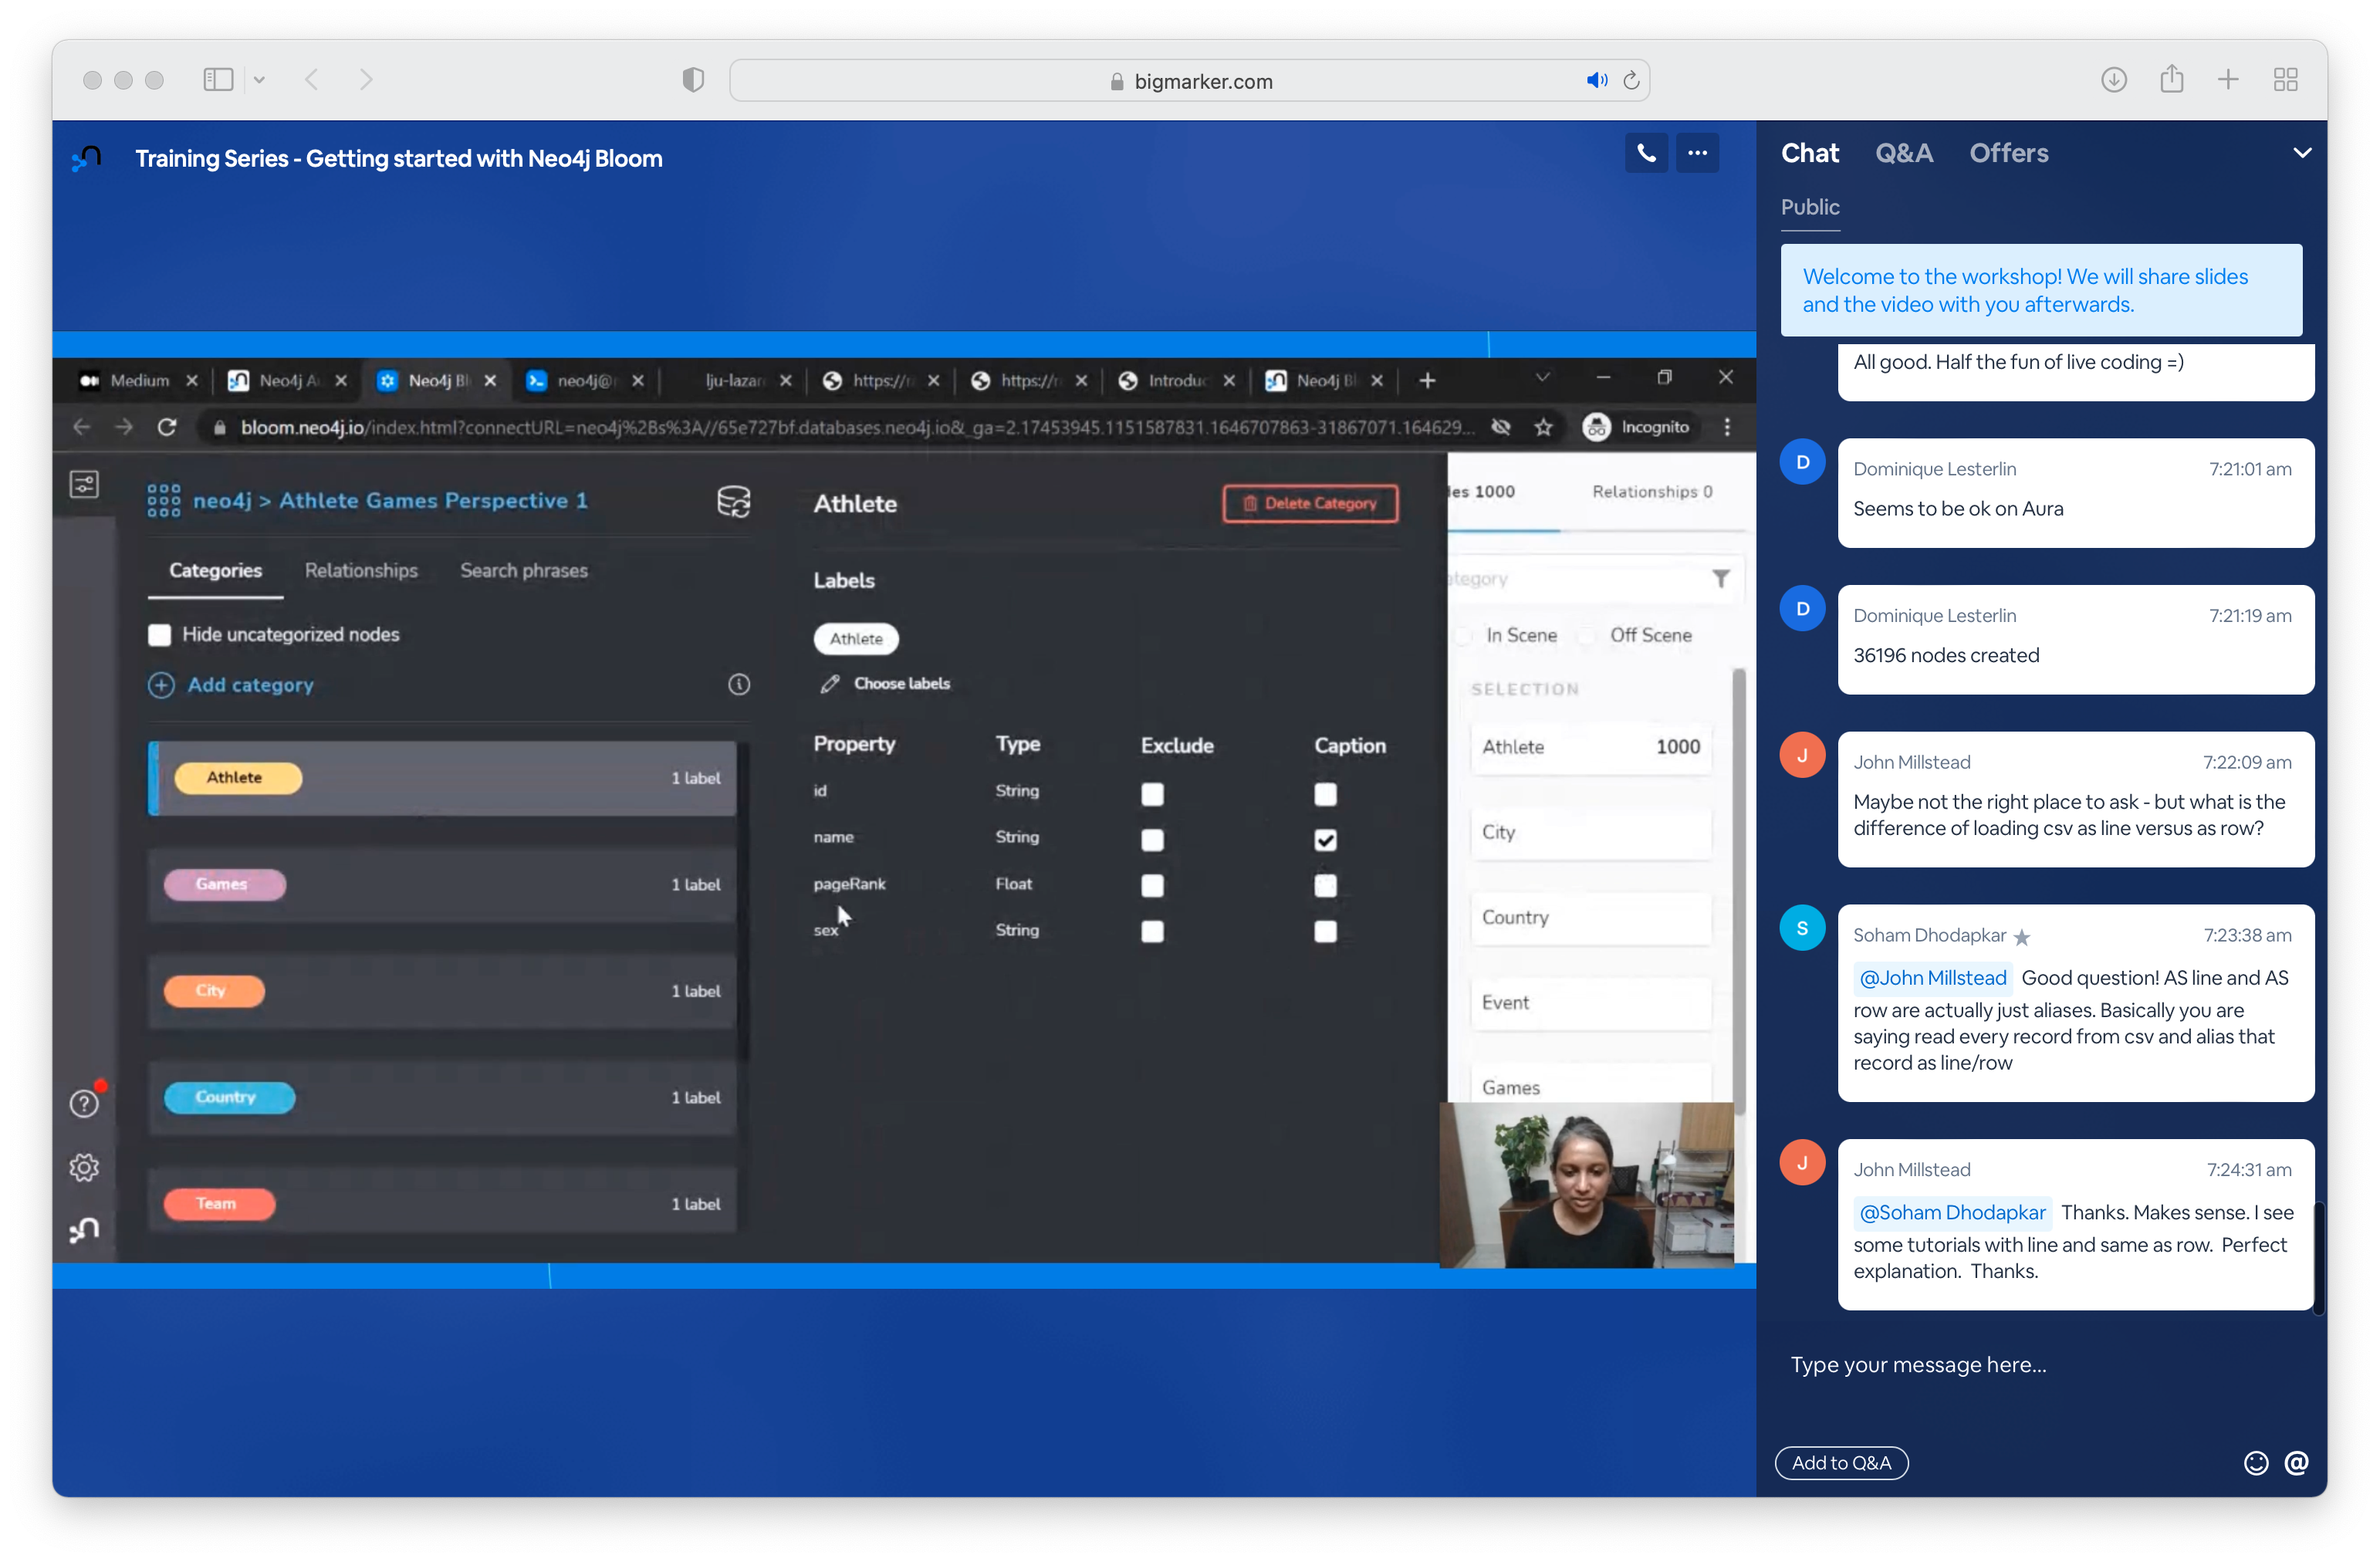 bigmarker.com
Training Series - Getting started with Neo4j Bloom
Medium
Neo4j A
Neo4j Bl
neo4j@
lju-lazar
https://
https://
Introduc
Neo4j Bl
bloom.neo4j.io/index.html?connectURL=neo4j%2Bs%3A//65e727bf.databases.neo4j.io&_ga=2.17453945.1151587831.1646707863-31867071.164629...
Incognito
neo4j > Athlete Games Perspective 1
Categories
Relationships
Search phrases
Hide uncategorized nodes
Add category
Athlete
1 label
Games
1 label
City
1 label
Country
1 label
Team
1 label
Athlete
Delete Category
Labels
Athlete
Choose labels
Property Type Exclude Caption
id String
name String
pageRank Float
sex String
des 1000
Relationships 0
ategory
In Scene
Off Scene
SELECTION
Athlete 1000
City
Country
Event
Games
Chat
Q&A
Offers
Public
Welcome to the workshop! We will share slides
and the video with you afterwards.
All good. Half the fun of live coding =)
D
Dominique Lesterlin 7:21:01 am
Seems to be ok on Aura
D
Dominique Lesterlin 7:21:19 am
36196 nodes created
J
John Millstead 7:22:09 am
Maybe not the right place to ask - but what is the
difference of loading csv as line versus as row?
S
Soham Dhodapkar 7:23:38 am
@John Millstead Good question! AS line and AS
row are actually just aliases. Basically you are
saying read every record from csv and alias that
record as line/row
J
John Millstead 7:24:31 am
@Soham Dhodapkar Thanks. Makes sense. I see
some tutorials with line and same as row. Perfect
explanation. Thanks.
Type your message here...
Add to Q&A
@